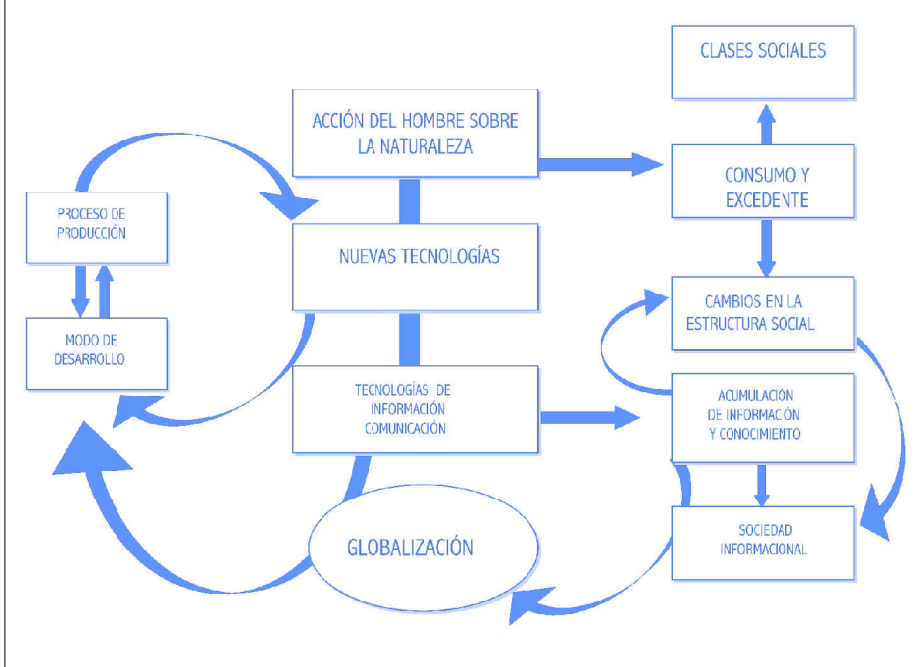 CLASES SOCIALES
ACCIÓN DEL HOMBRE SOBRE
LA NATURALEZA
CONSUMO Y
EXCEDENTE
PROCESO DE
PRODUCCIÓN
NUEVAS TECNOLOGÍAS
CAMBIOS EN LA
ESTRUCTURA SOCIAL
MODO DE
DESARROLLO
TECNOLOGÍAS DE
INFORMACIÓN
COMUNICACIÓN
ACUMULACIÓN
DE INFORMACIÓN
Y CONOCIMIENTO
GLOBALIZACIÓN
SOCIEDAD
INFORMACIONAL